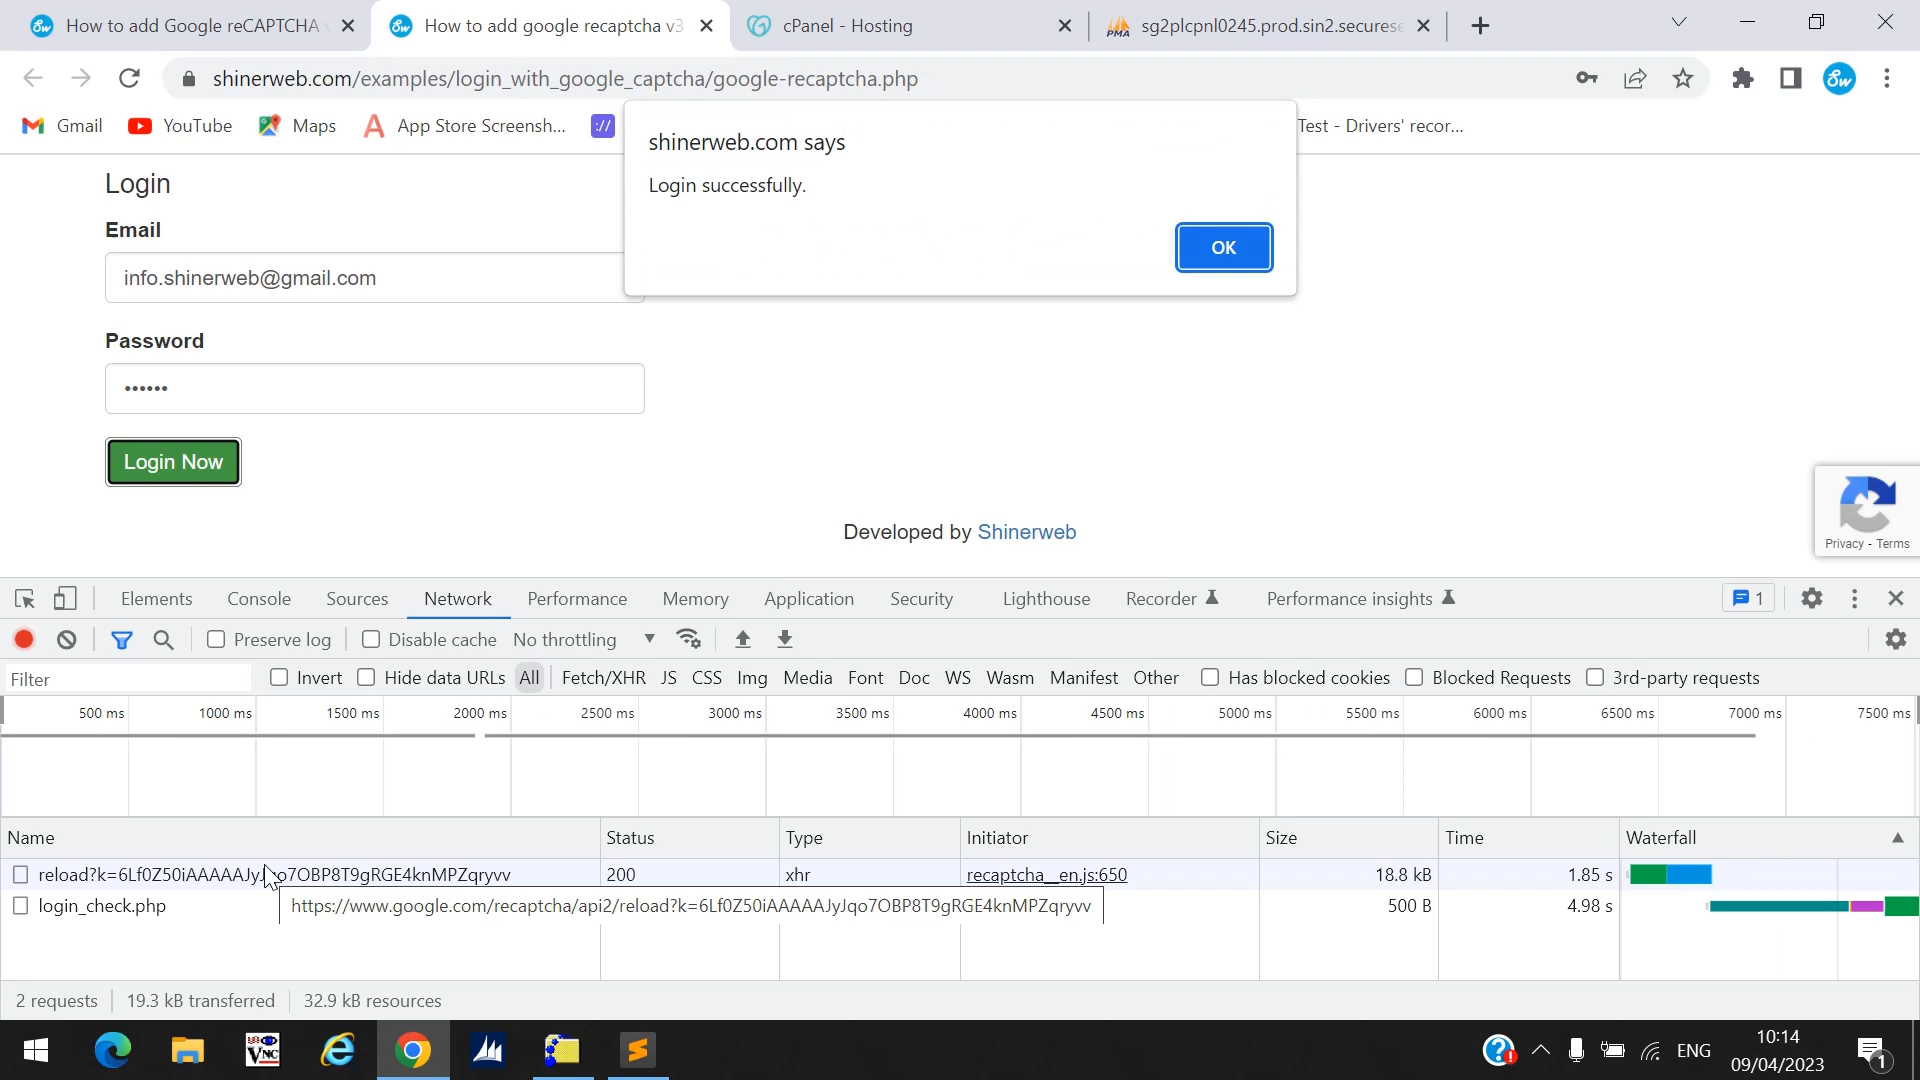 How to add Google reCAPTCHA
How to add google recaptcha v3
cPanel - Hosting
PMA
sg2plcpnl0245.prod.sin2.secures
shinerweb.com/examples/login_with_google_captcha/google-recaptcha.php
Gmail
YouTube
Maps
App Store Screensh...
Test - Drivers' recor...
shinerweb.com says
Login successfully.
OK
Login
Email
info.shinerweb@gmail.com
Password
••••••
Login Now
Developed by Shinerweb
Privacy - Terms
Elements Console Sources Network Performance Memory Application Security Lighthouse Recorder Performance insights 1
Preserve log Disable cache No throttling
Filter Invert Hide data URLs All Fetch/XHR JS CSS Img Media Font Doc WS Wasm Manifest Other Has blocked cookies Blocked Requests 3rd-party requests
500 ms 1000 ms 1500 ms 2000 ms 2500 ms 3000 ms 3500 ms 4000 ms 4500 ms 5000 ms 5500 ms 6000 ms 6500 ms 7000 ms 7500 ms
Name Status Type Initiator Size Time Waterfall
reload?k=6Lf0Z50iAAAAAJyJqo7OBP8T9gRGE4knMPZqryvv 200 xhr recaptcha__en.js:650 18.8 kB 1.85 s
login_check.php 500 B 4.98 s
https://www.google.com/recaptcha/api2/reload?k=6Lf0Z50iAAAAAJyJqo7OBP8T9gRGE4knMPZqryvv
2 requests 19.3 kB transferred 32.9 kB resources
ENG
10:14
09/04/2023
1